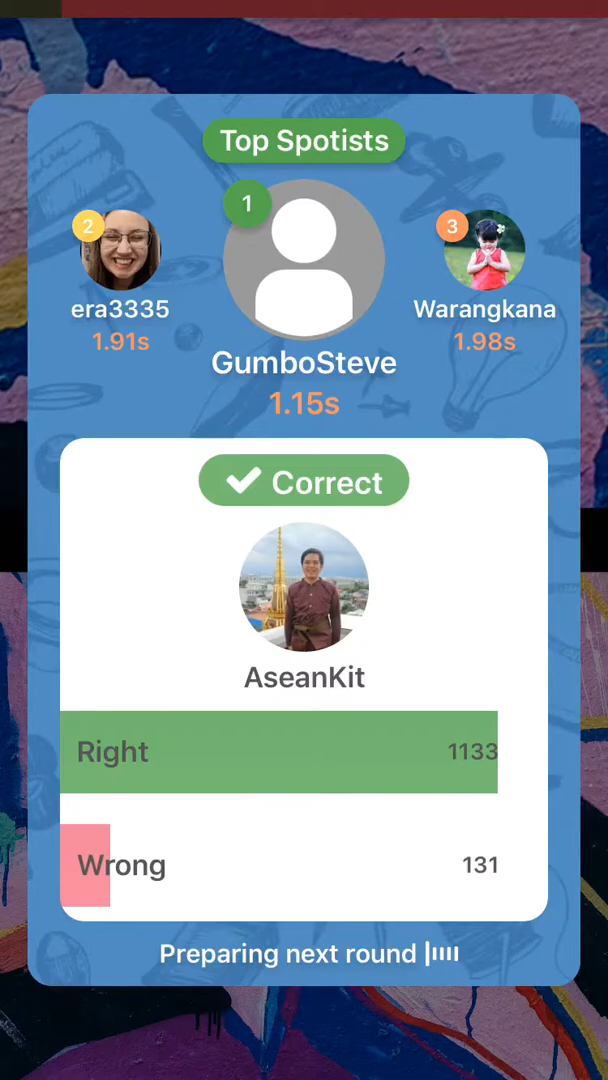 Top Spotists
1
2
3
era3335
Warangkana
1.91s
1.98s
GumboSteve
1.15s
Correct
AseanKit
Right 1133
Wrong 131
Preparing next round